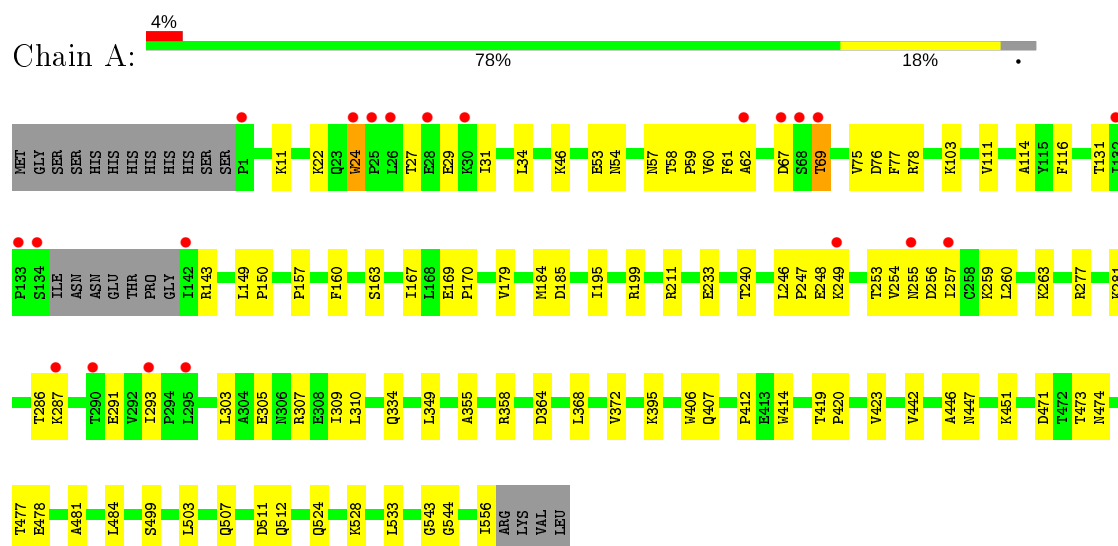 4%
Chain A:
78% 18% •
MET GLY SER SER HIS HIS HIS HIS HIS HIS SER SER P1 K11 K22 Q23 W24 P25 L26 T27 E28 E29 K30 I31 L34 K46 E53 N54 N57 T58 P59 V60 F61 A62 D67 S68 T69 V75 D76 F77 R78 K103 V111 A114 Y115 F116 T131 I132
P133 S134 ILE ASN ASN GLU THR PRO GLY I142 R143 L149 P150 P157 F160 S163 I167 L168 E169 P170 V179 M184 D185 I195 R199 R211 E233 T240 L246 P247 E248 K249 T253 V254 N255 D256 I257 C258 K259 L260 K263 R277 K281
T286 K287 T290 E291 V292 I293 P294 L295 L303 A304 E305 N306 R307 E308 I309 L310 Q334 L349 A355 R358 D364 L368 V372 K395 W406 Q407 P412 E413 W414 T419 P420 V423 V442 A446 N447 K451 D471 T472 T473 N474
T477 E478 A481 L484 S499 L503 Q507 D511 Q512 Q524 K528 L533 G543 G544 I556 ARG LYS VAL LEU